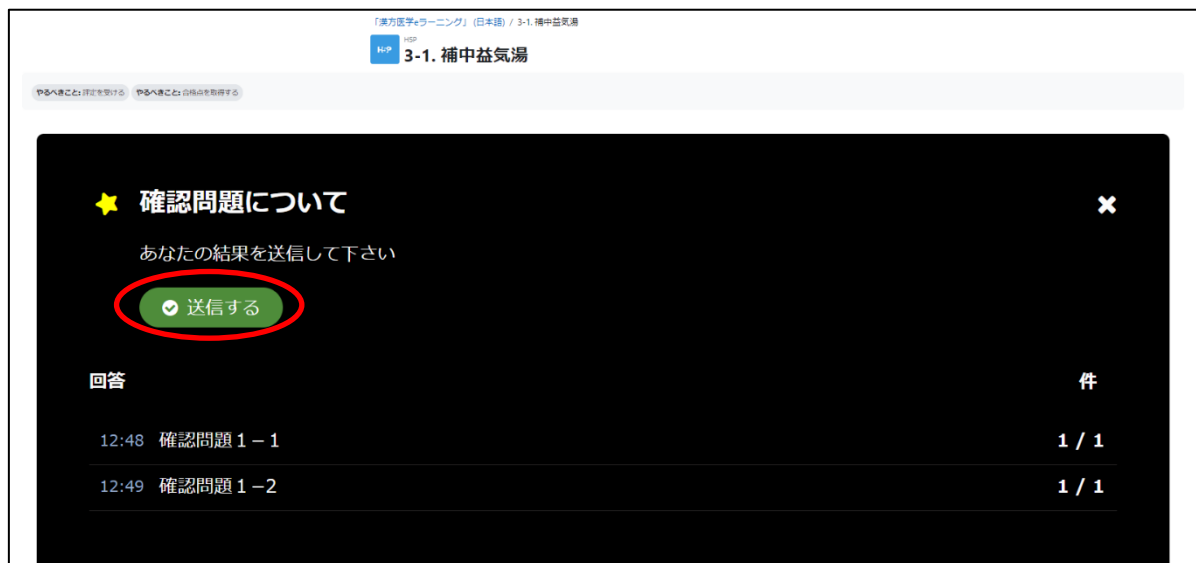 「漢方医学eラーニング」 (日本語) / 3-1. 補中益気湯
H5P
H5P
3-1. 補中益気湯
やるべきこと: 評定を受ける やるべきこと: 合格点を取得する
確認問題について
あなたの結果を送信して下さい
送信する
回答 件
12:48 確認問題1－1 1 / 1
12:49 確認問題1－2 1 / 1